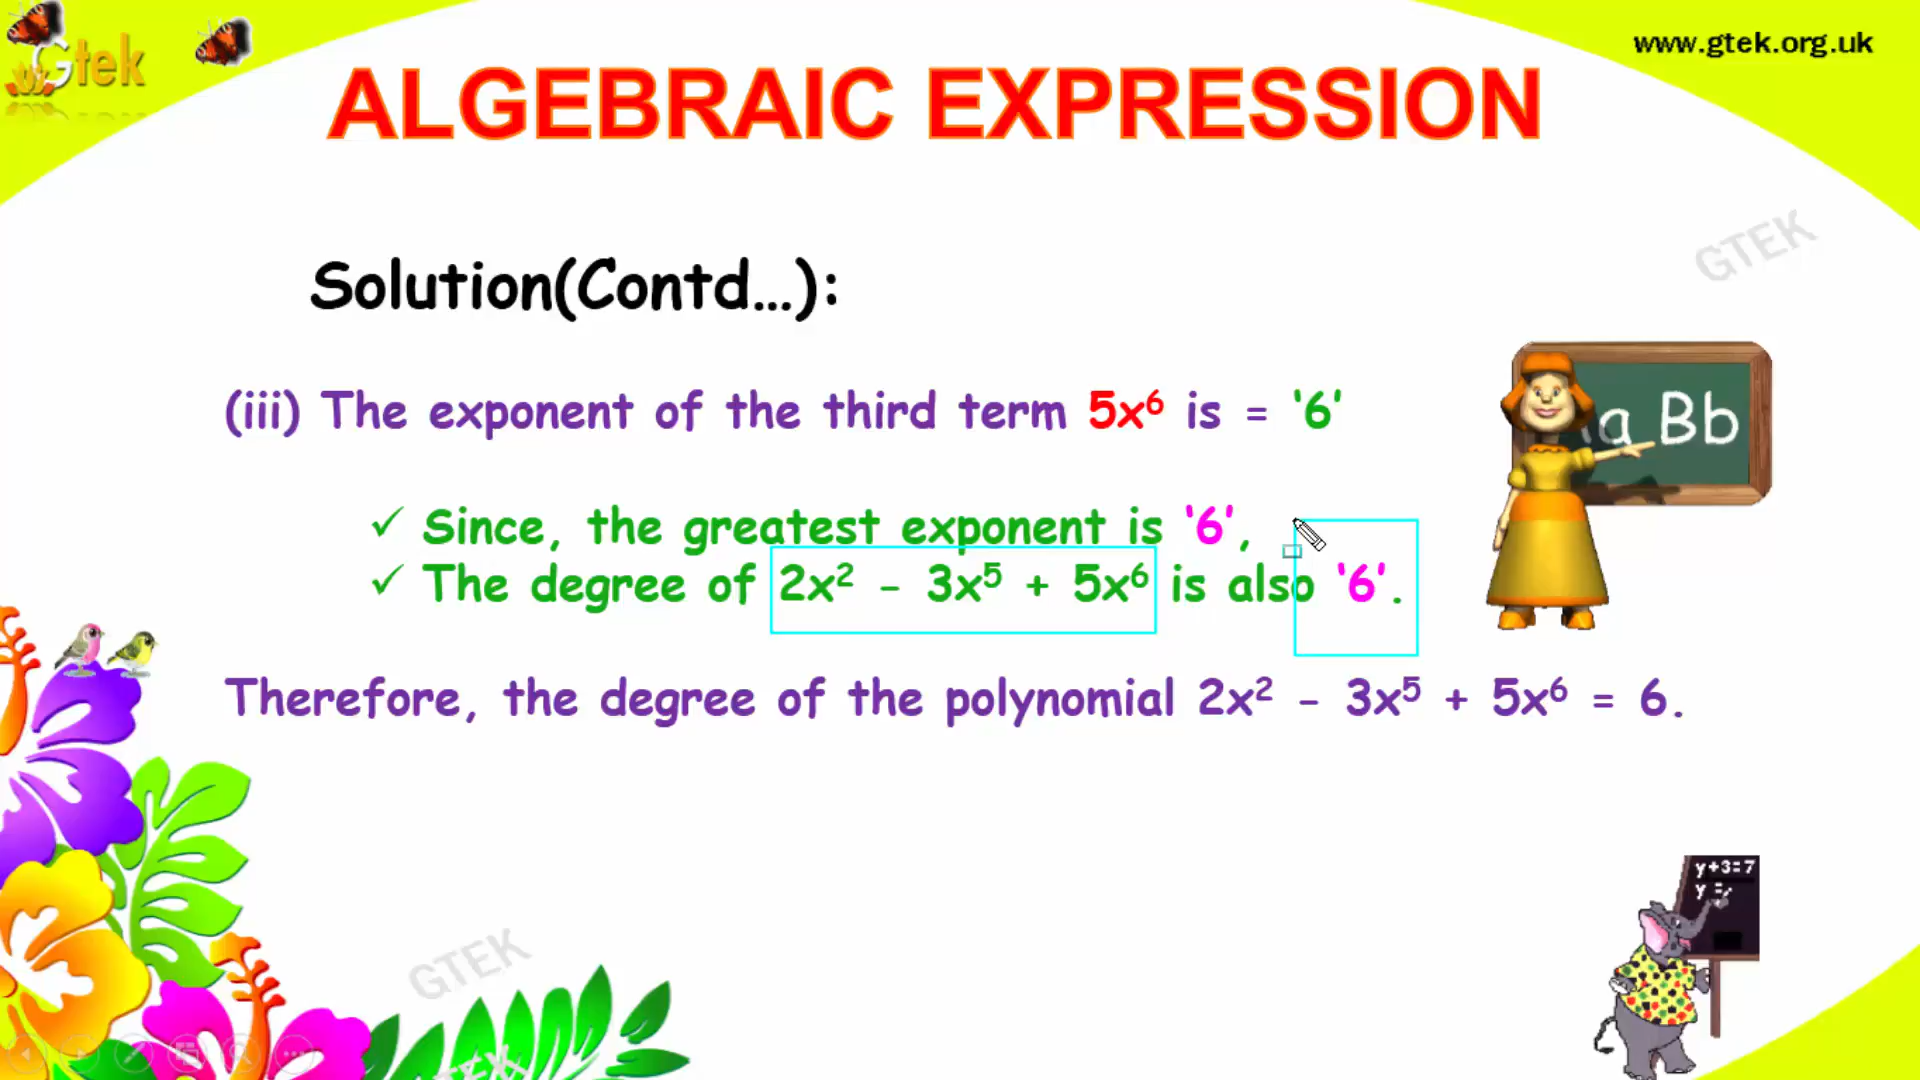 Gtek
www.gtek.org.uk
ALGEBRAIC EXPRESSION
GTEK
Solution(Contd...):
(iii) The exponent of the third term 5x⁶ is = ‘6’
a Bb
✓ Since, the greatest exponent is ‘6’,
✓ The degree of 2x² - 3x⁵ + 5x⁶ is also ‘6’.
Therefore, the degree of the polynomial 2x² - 3x⁵ + 5x⁶ = 6.
y+3=7
y =
GTEK
GTEK